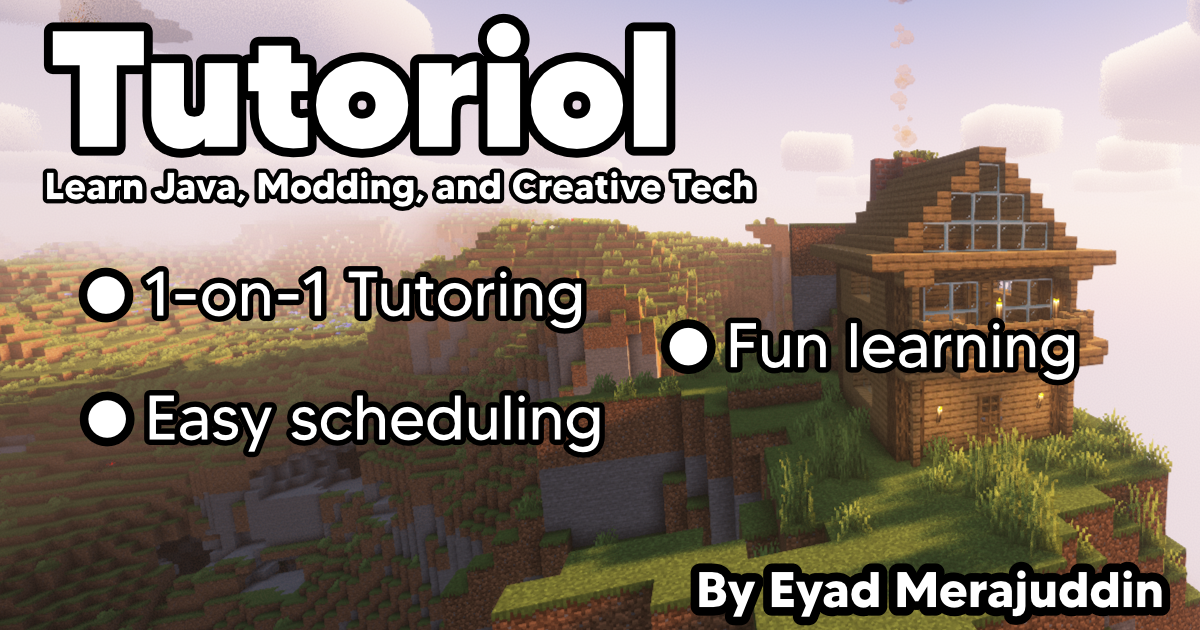 Tutoriol
Learn Java, Modding, and Creative Tech
1-on-1 Tutoring
Fun learning
Easy scheduling
By Eyad Merajuddin